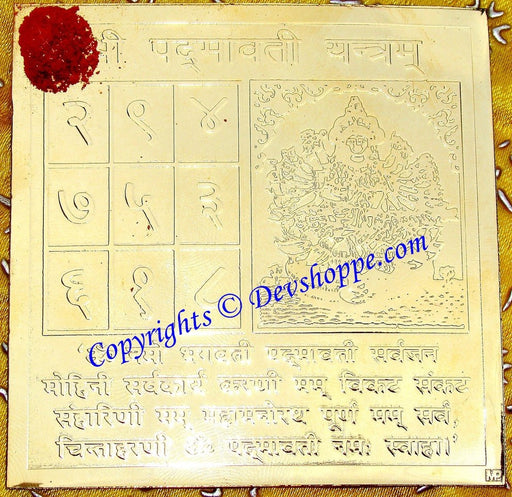 श्री पद्‌मावती यन्त्रम्
२ ९ ४
७ ५ ३
६ १ ८
भगवती पद्‌मावती सर्वजन
मोहिनी सर्वकार्य करणी मम् विकट संकट
संहारिणी मम् महामनोरथ पूर्ण मम् सर्व,
चिन्ताहरणी ॐ पद्‌मावती नमः स्वाहा।।'
Copyrights © Devshoppe.com
MP